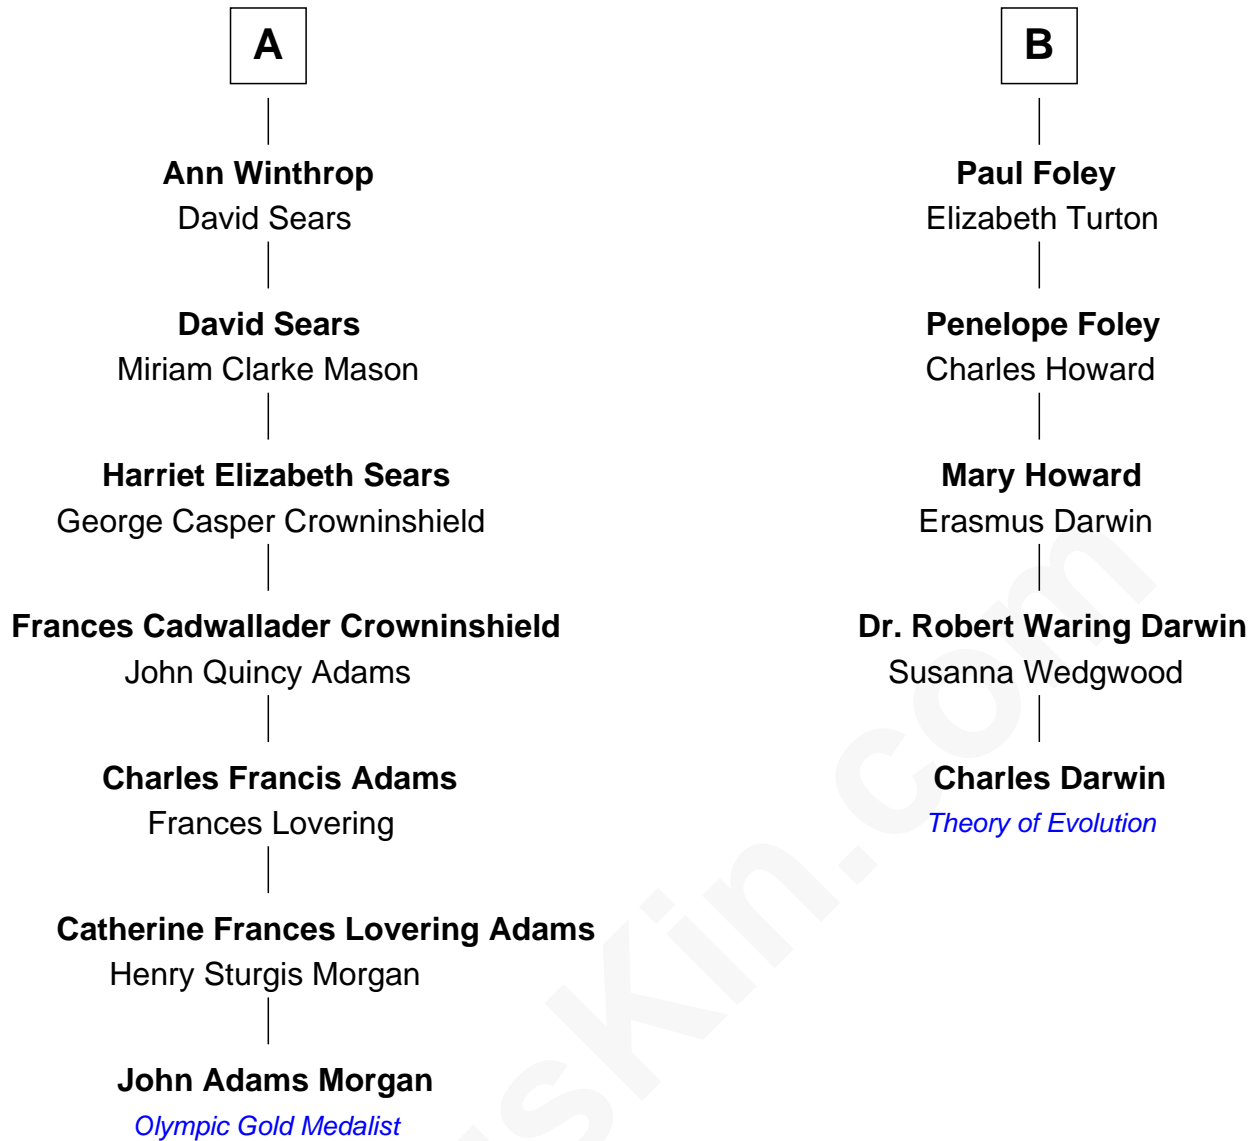 A
Ann Winthrop
David Sears
David Sears
Miriam Clarke Mason
Harriet Elizabeth Sears
George Casper Crowninshield
Frances Cadwallader Crowninshield
John Quincy Adams
Charles Francis Adams
Frances Lovering
Catherine Frances Lovering Adams
Henry Sturgis Morgan
John Adams Morgan
Olympic Gold Medalist
B
Paul Foley
Elizabeth Turton
Penelope Foley
Charles Howard
Mary Howard
Erasmus Darwin
Dr. Robert Waring Darwin
Susanna Wedgwood
Charles Darwin
Theory of Evolution
sKin.com